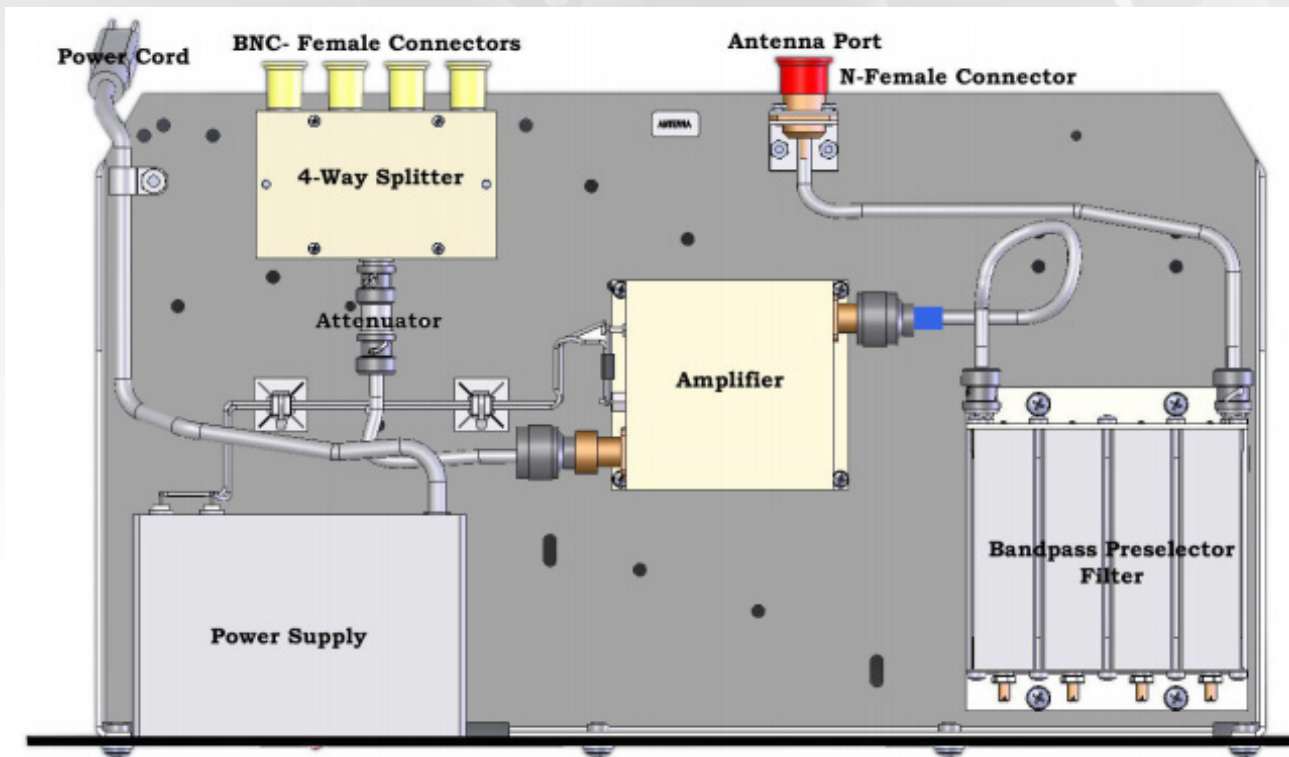 Power Cord
BNC- Female Connectors
Antenna Port
N-Female Connector
ANTENNA
4-Way Splitter
Attenuator
Amplifier
Bandpass Preselector
Filter
Power Supply